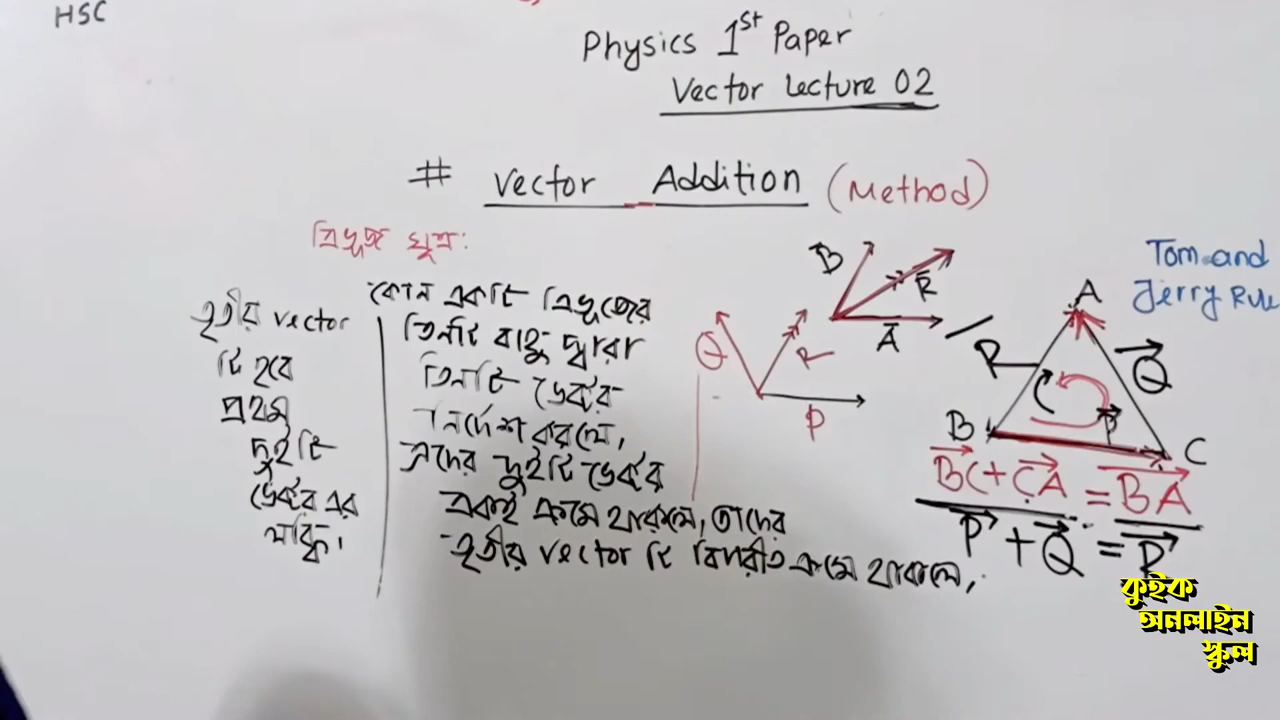 HSC
Physics 1st Paper
Vector Lecture 02
# Vector Addition (Method)
ত্রিভূজ সূত্র:
কোন একটি ত্রিভূজের
তিনটি বাহু দ্বারা
তিনটি ভেক্টর
নির্দেশ করলে,
এদের দুইটি ভেক্টর
একই ক্রমে থাকলে, তাদের
তৃতীয় vector টি বিপরীত ক্রমে থাকলে,
তৃতীয় vector
টি হবে
প্রথম
দুইটি
ভেক্টর এর
লব্ধি।
Q
R
P
B
R
A
Tom and
Jerry Rule
A
R
Q
P
B
C
BC + CA = BA
P + Q =
কুইক
অনলাইন
স্কুল